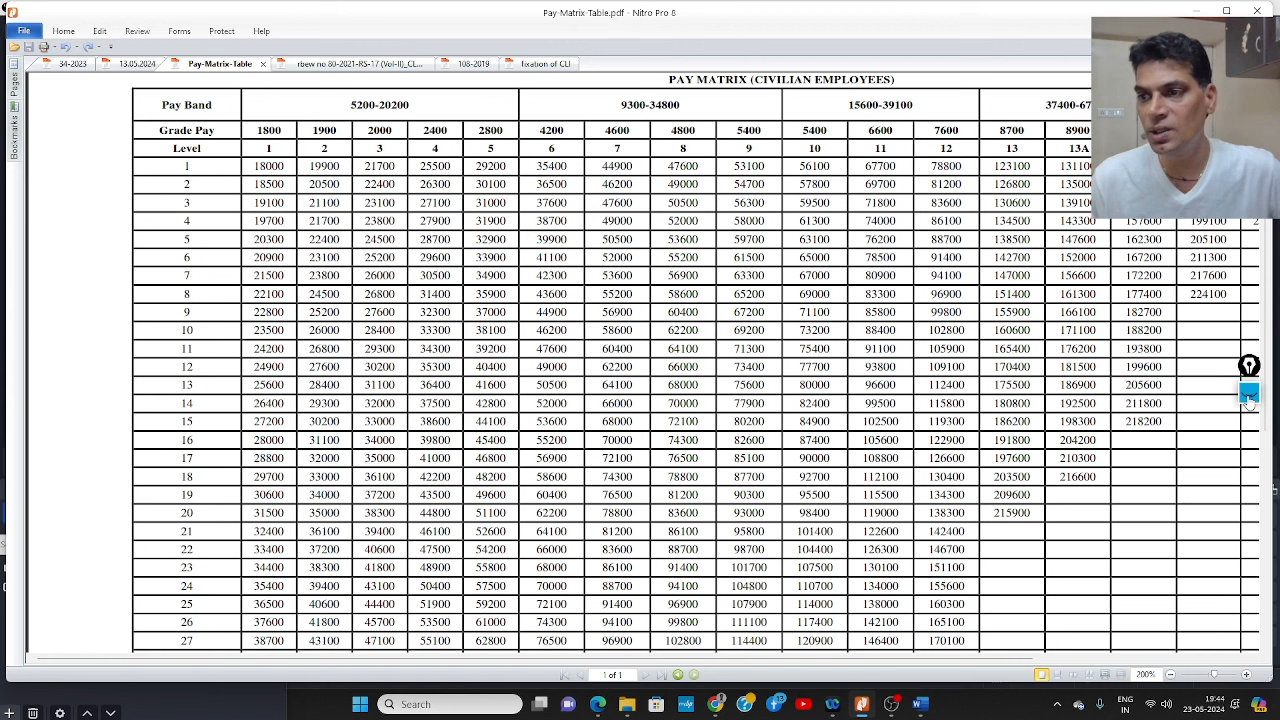 Pay-Matrix-Table.pdf - Nitro Pro 8
File Home Edit Review Forms Protect Help
34-2023 13.05.2024 Pay-Matrix-Table rbew no 80-2021-RS-17 (Vol-II)_CL... 108-2019 fixation of CLI
Pages
Bookmarks
PAY MATRIX (CIVILIAN EMPLOYEES)
Pay Band 5200-20200 9300-34800 15600-39100 37400-67
Grade Pay 1800 1900 2000 2400 2800 4200 4600 4800 5400 5400 6600 7600 8700 8900
Level 1 2 3 4 5 6 7 8 9 10 11 12 13 13A
1 18000 19900 21700 25500 29200 35400 44900 47600 53100 56100 67700 78800 123100 131100
2 18500 20500 22400 26300 30100 36500 46200 49000 54700 57800 69700 81200 126800 135000
3 19100 21100 23100 27100 31000 37600 47600 50500 56300 59500 71800 83600 130600 139100
4 19700 21700 23800 27900 31900 38700 49000 52000 58000 61300 74000 86100 134500 143300 157600 199100 2
5 20300 22400 24500 28700 32900 39900 50500 53600 59700 63100 76200 88700 138500 147600 162300 205100
6 20900 23100 25200 29600 33900 41100 52000 55200 61500 65000 78500 91400 142700 152000 167200 211300
7 21500 23800 26000 30500 34900 42300 53600 56900 63300 67000 80900 94100 147000 156600 172200 217600
8 22100 24500 26800 31400 35900 43600 55200 58600 65200 69000 83300 96900 151400 161300 177400 224100
9 22800 25200 27600 32300 37000 44900 56900 60400 67200 71100 85800 99800 155900 166100 182700
10 23500 26000 28400 33300 38100 46200 58600 62200 69200 73200 88400 102800 160600 171100 188200
11 24200 26800 29300 34300 39200 47600 60400 64100 71300 75400 91100 105900 165400 176200 193800
12 24900 27600 30200 35300 40400 49000 62200 66000 73400 77700 93800 109100 170400 181500 199600
13 25600 28400 31100 36400 41600 50500 64100 68000 75600 80000 96600 112400 175500 186900 205600
14 26400 29300 32000 37500 42800 52000 66000 70000 77900 82400 99500 115800 180800 192500 211800
15 27200 30200 33000 38600 44100 53600 68000 72100 80200 84900 102500 119300 186200 198300 218200
16 28000 31100 34000 39800 45400 55200 70000 74300 82600 87400 105600 122900 191800 204200
17 28800 32000 35000 41000 46800 56900 72100 76500 85100 90000 108800 126600 197600 210300
18 29700 33000 36100 42200 48200 58600 74300 78800 87700 92700 112100 130400 203500 216600
19 30600 34000 37200 43500 49600 60400 76500 81200 90300 95500 115500 134300 209600
20 31500 35000 38300 44800 51100 62200 78800 83600 93000 98400 119000 138300 215900
21 32400 36100 39400 46100 52600 64100 81200 86100 95800 101400 122600 142400
22 33400 37200 40600 47500 54200 66000 83600 88700 98700 104400 126300 146700
23 34400 38300 41800 48900 55800 68000 86100 91400 101700 107500 130100 151100
24 35400 39400 43100 50400 57500 70000 88700 94100 104800 110700 134000 155600
25 36500 40600 44400 51900 59200 72100 91400 96900 107900 114000 138000 160300
26 37600 41800 45700 53500 61000 74300 94100 99800 111100 117400 142100 165100
27 38700 43100 47100 55100 62800 76500 96900 102800 114400 120900 146400 170100
1 of 1 200%
Search ENG IN 19:44 23-05-2024